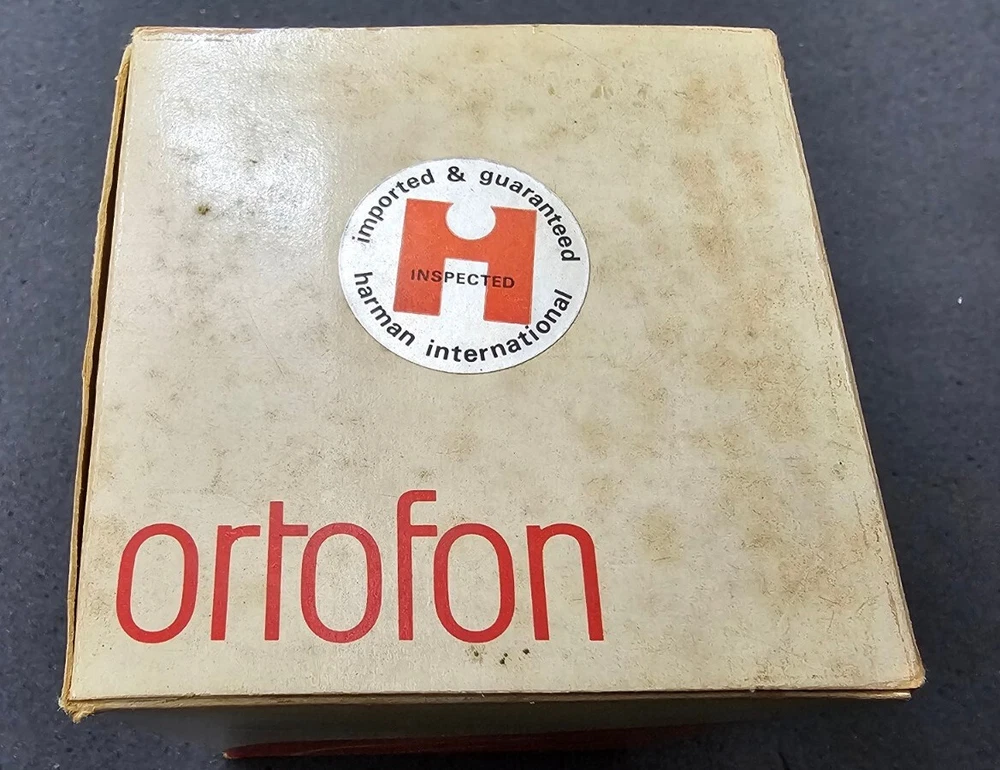 imported & guaranteed
INSPECTED
harman international
ortofon